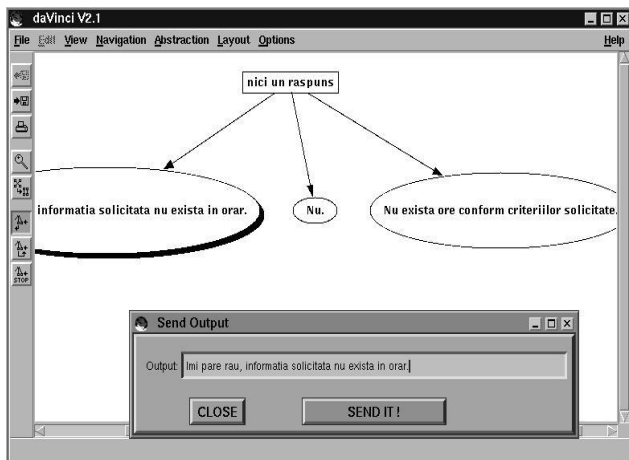 daVinci V2.1
File Edit View Navigation Abstraction Layout Options Help
nici un raspuns
informatia solicitata nu exista in orar.
Nu.
Nu exista ore conform criteriilor solicitate.
STOP
Send Output
Output: Imi pare rau, informatia solicitata nu exista in orar.
CLOSE
SEND IT !